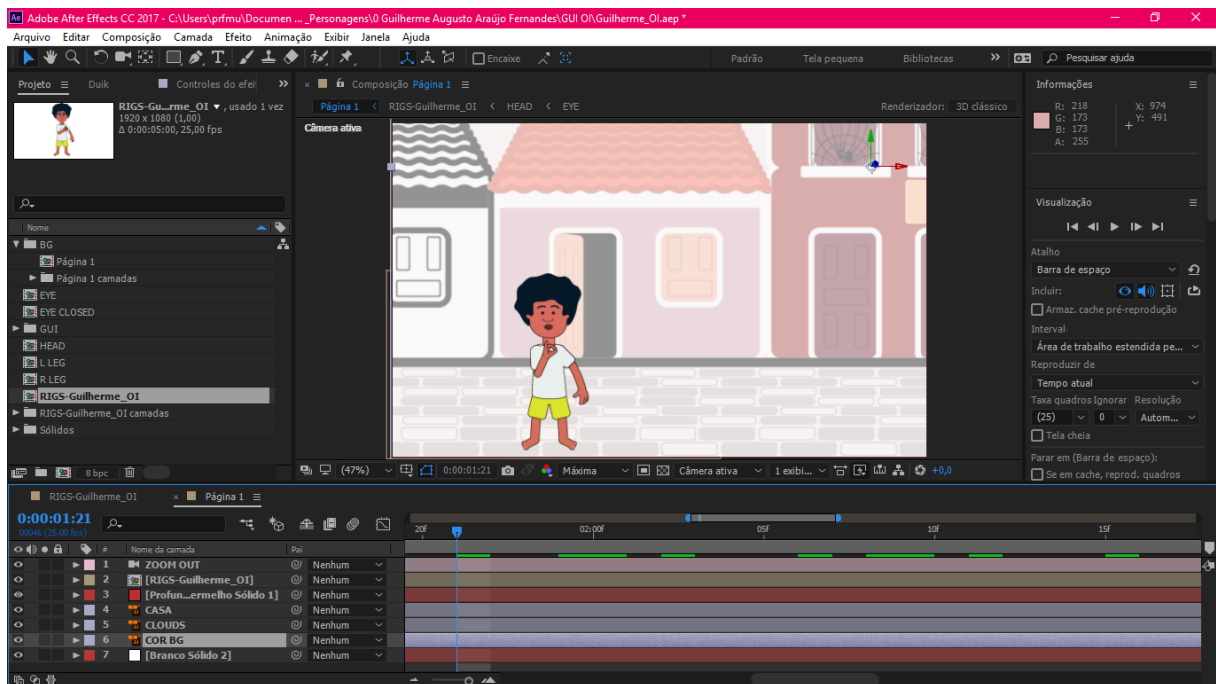 Adobe After Effects CC 2017 - C:\Users\prfmu\Documen ... _Personagens\0 Guilherme Augusto Araújo Fernandes\GUI OI\Guilherme_OI.aep *
Arquivo Editar Composição Camada Efeito Animação Exibir Janela Ajuda
Encaixe Padrão Tela pequena Bibliotecas Pesquisar ajuda
Projeto Duik Controles do efei
RIGS-Gu...rme_OI ▾ , usado 1 vez
1920 x 1080 (1,00)
Δ 0:00:05:00, 25,00 fps
Nome
BG
Página 1
Página 1 camadas
EYE
EYE CLOSED
GUI
HEAD
L LEG
R LEG
RIGS-Guilherme_OI
RIGS-Guilherme_OI camadas
Sólidos
8 bpc
Composição Página 1
Página 1 RIGS-Guilherme_OI HEAD EYE Renderizador: 3D clássico
Câmera ativa
(47%) 0:00:01:21 Máxima Câmera ativa 1 exibi... +0,0
Informações
R: 218 X: 974
G: 173 Y: 491
B: 173
A: 255
Visualização
Atalho
Barra de espaço
Incluir:
Armaz. cache pré-reprodução
Interval
Área de trabalho estendida pe...
Reproduzir de
Tempo atual
Taxa quadros Ignorar Resolução
(25) 0 Autom...
Tela cheia
Parar em (Barra de espaço):
Se em cache, reprod. quadros
RIGS-Guilherme_OI Página 1
0:00:01:21
00046 (25.00 fps)
20f 02:00f 05f 10f 15f
# Nome da camada Pai
1 ZOOM OUT Nenhum
2 [RIGS-Guilherme_OI] Nenhum
3 [Profun...ermelho Sólido 1] Nenhum
4 CASA Nenhum
5 CLOUDS Nenhum
6 COR BG Nenhum
7 [Branco Sólido 2] Nenhum